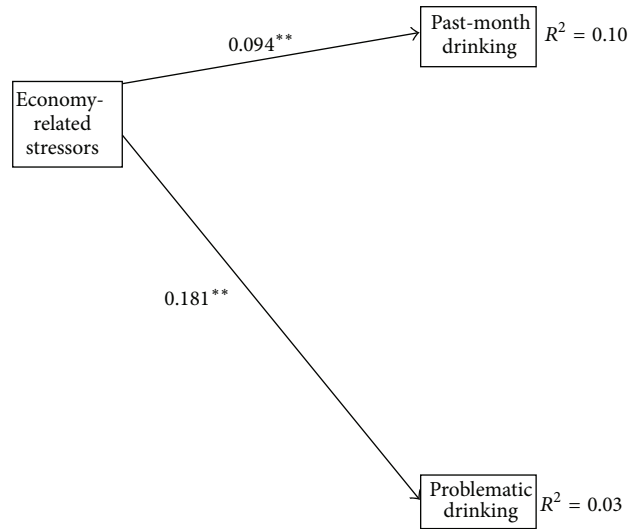 Past-month
drinking
R² = 0.10
0.094**
Economy-
related
stressors
0.181**
Problematic
drinking
R² = 0.03